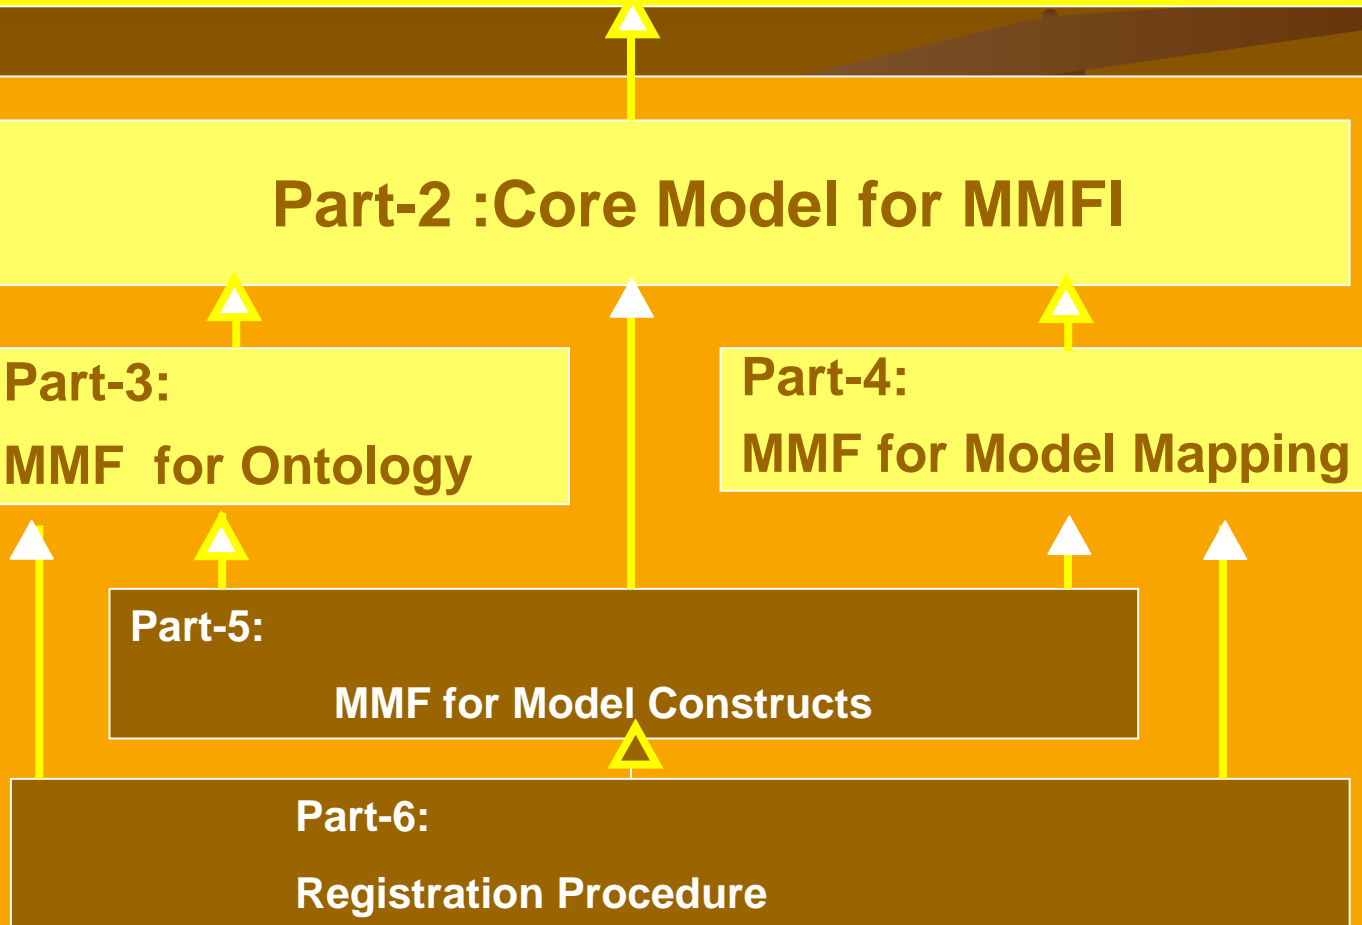 Part-2 :Core Model for MMFI
Part-3:
MMF for Ontology
Part-4:
MMF for Model Mapping
Part-5:
MMF for Model Constructs
Part-6:
Registration Procedure